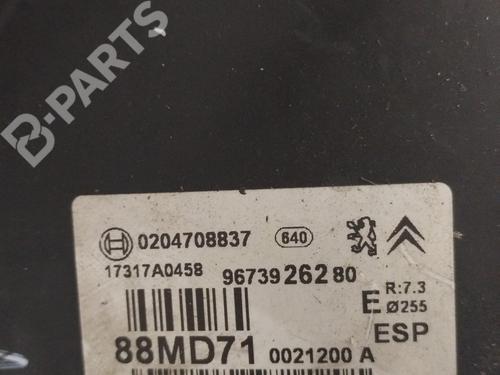 B-PARTS
0204708837 640
17317A0458 9673926280
E R:7.3
Ø255
88MD71 0021200 A ESP